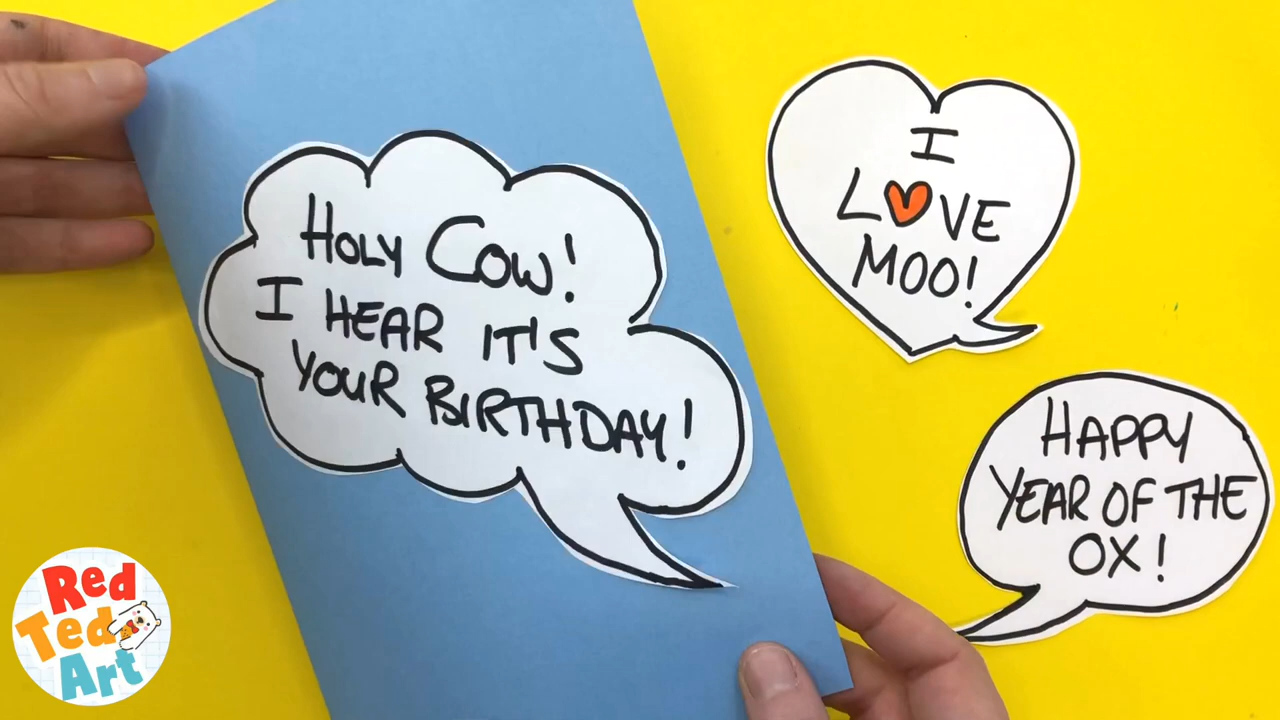 HOLY COW!
I HEAR IT'S
YOUR BIRTHDAY!
I
LOVE
MOO!
HAPPY
YEAR OF THE
OX!
Red
Ted
Art